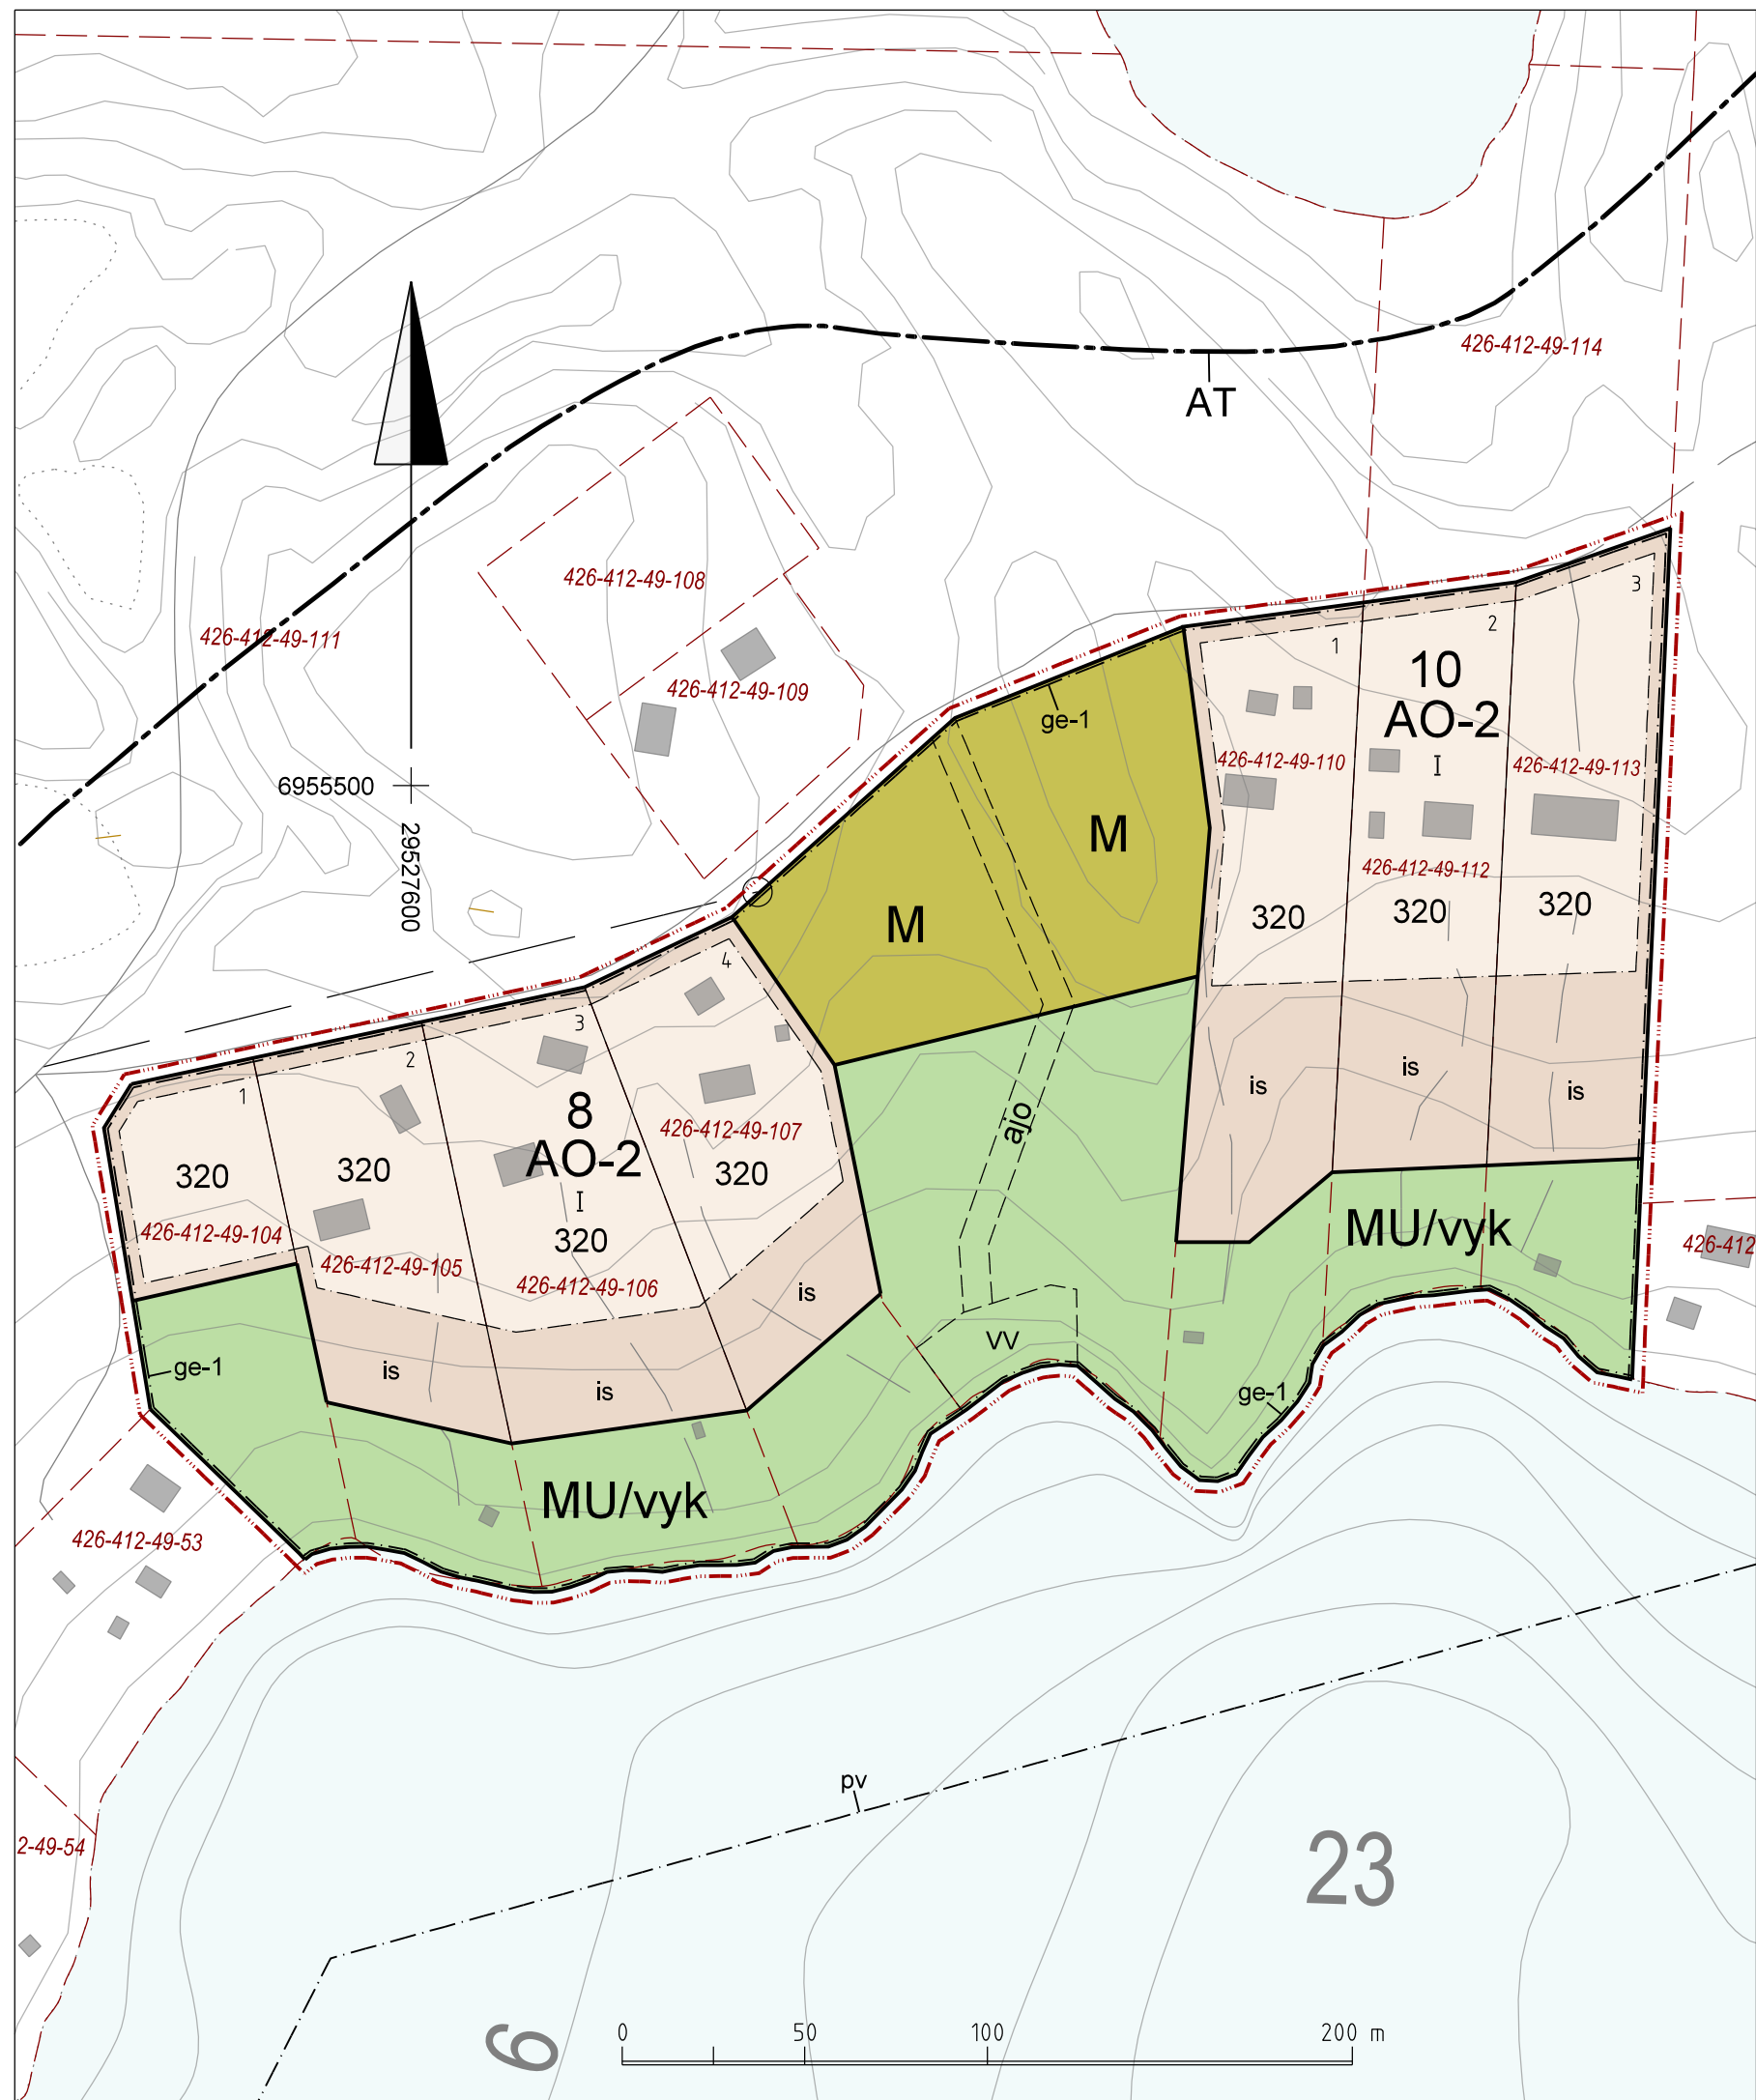 426-412-49-114
AT
426-412-49-108
426-412-49-111
426-412-49-109
3
2
1
10
AO-2
I
ge-1
426-412-49-110
426-412-49-113
6955500
29527600
M
426-412-49-112
320
320
320
M
4
3
2
1
is
is
is
8
AO-2
I
ajo
426-412-49-107
320
320
320
320
426-412-49-104
426-412-49-105
426-412-49-106
MU/vyk
426-412
is
vv
ge-1
is
is
ge-1
MU/vyk
426-412-49-53
pv
2-49-54
23
6
0 50 100 200 m